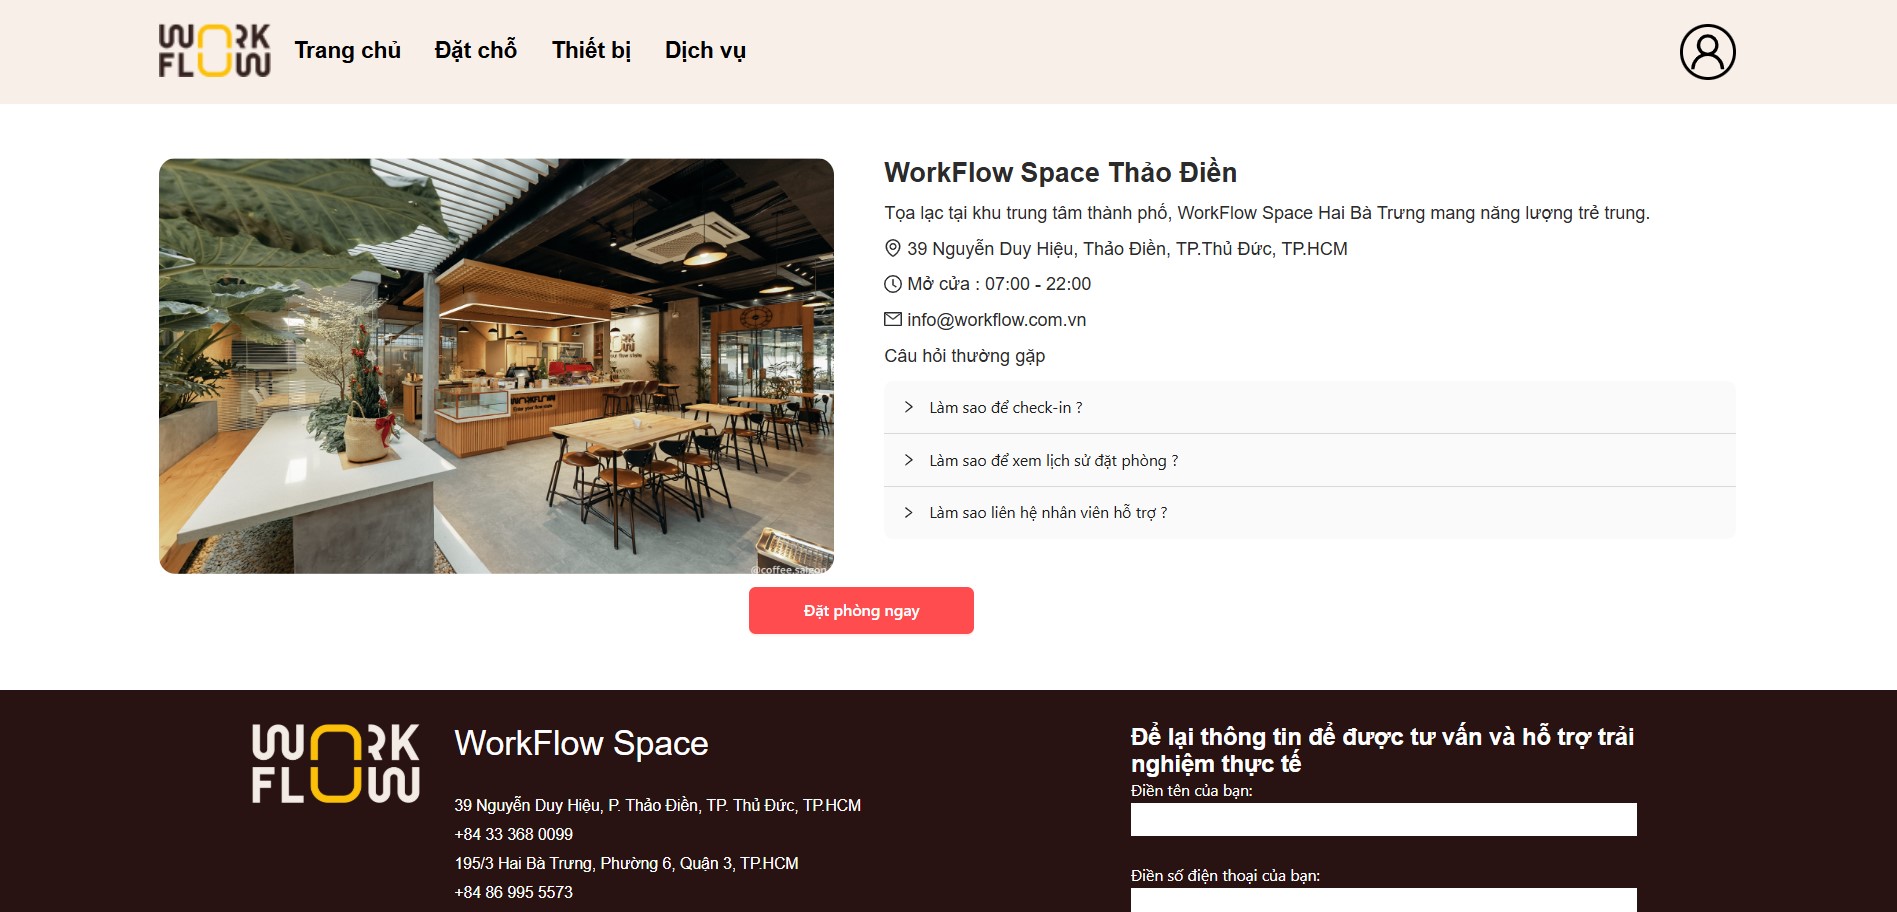 WORK
FLOW
Trang chủ
Đặt chỗ
Thiết bị
Dịch vụ
WORK
WORKFLOW
@coffee.saigon
WorkFlow Space Thảo Điền
Tọa lạc tại khu trung tâm thành phố, WorkFlow Space Hai Bà Trưng mang năng lượng trẻ trung.
39 Nguyễn Duy Hiệu, Thảo Điền, TP.Thủ Đức, TP.HCM
Mở cửa : 07:00 - 22:00
info@workflow.com.vn
Câu hỏi thường gặp
Làm sao để check-in ?
Làm sao để xem lịch sử đặt phòng ?
Làm sao liên hệ nhân viên hỗ trợ ?
Đặt phòng ngay
WORK
FLOW
WorkFlow Space
39 Nguyễn Duy Hiệu, P. Thảo Điền, TP. Thủ Đức, TP.HCM
+84 33 368 0099
195/3 Hai Bà Trưng, Phường 6, Quận 3, TP.HCM
+84 86 995 5573
Để lại thông tin để được tư vấn và hỗ trợ trải
nghiệm thực tế
Điền tên của bạn:
Điền số điện thoại của bạn: